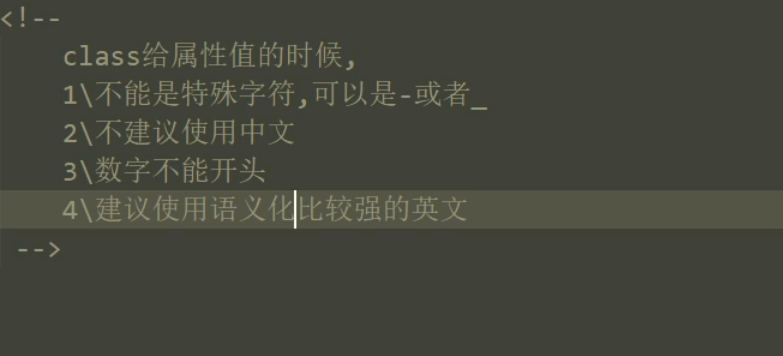 <!--
class给属性值的时候,
1\不能是特殊字符,可以是-或者_
2\不建议使用中文
3\数字不能开头
4\建议使用语义化比较强的英文
-->